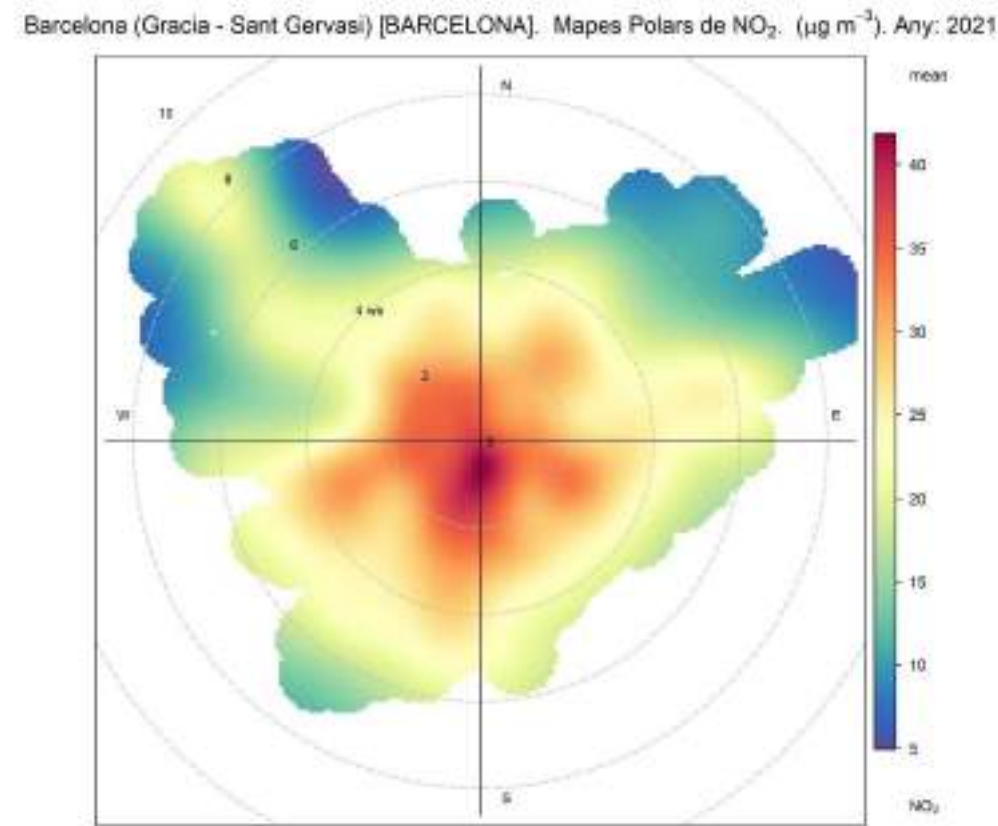 Barcelona (Gracia - Sant Gervasi) [BARCELONA]. Mapes Polars de NO₂. (µg m⁻³). Any: 2021
mean
N
10
8
6
4 ws
2
0
W
E
S
40
35
30
25
20
15
10
5
NO₂